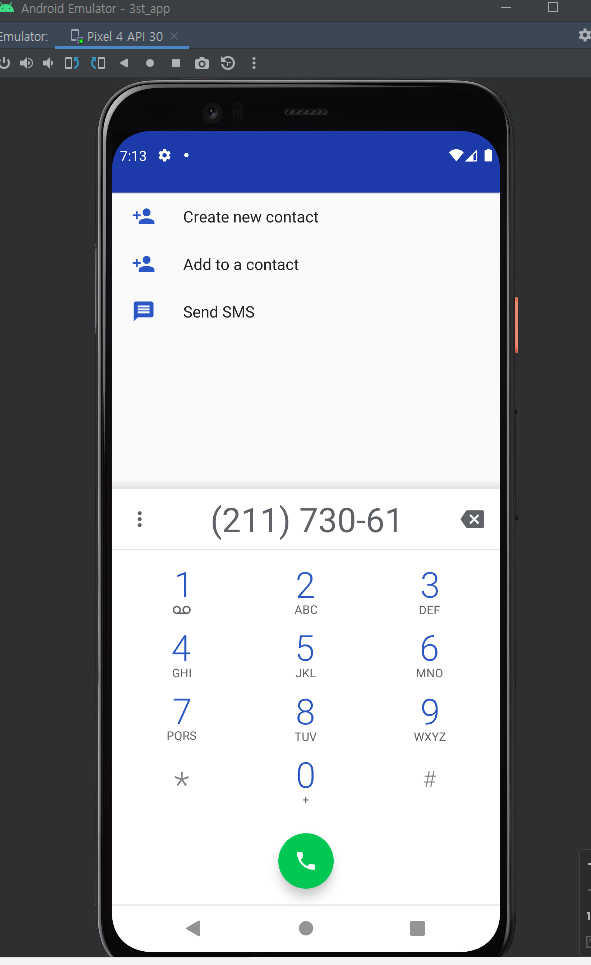 Android Emulator - 3st_app
Emulator: Pixel 4 API 30
7:13
Create new contact
Add to a contact
Send SMS
(211) 730-61
1 2 3
ABC DEF
4 5 6
GHI JKL MNO
7 8 9
PQRS TUV WXYZ
* 0 #
+